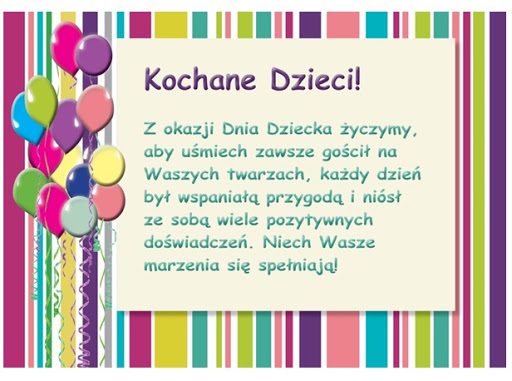 Kochane Dzieci!
Z okazji Dnia Dziecka życzymy,
aby uśmiech zawsze gościł na
Waszych twarzach, każdy dzień
był wspaniałą przygodą i niósł
ze sobą wiele pozytywnych
doświadczeń. Niech Wasze
marzenia się spełniają!